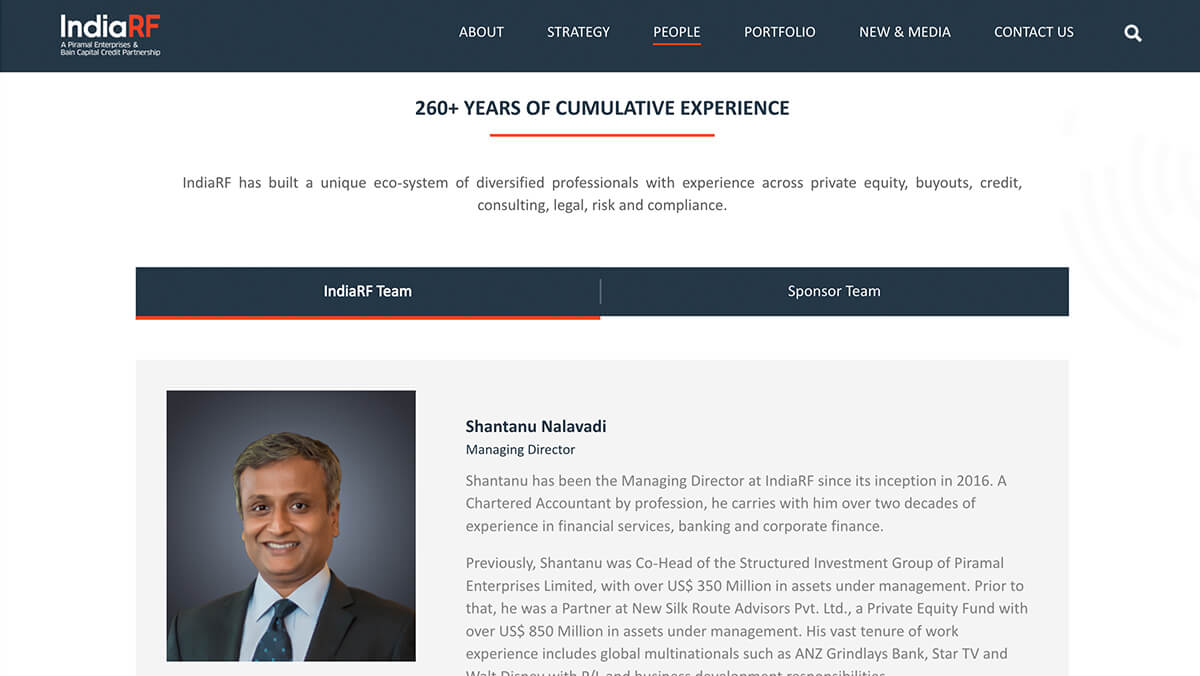 IndiaRF
A Piramal Enterprises &
Bain Capital Credit Partnership
ABOUT STRATEGY PEOPLE PORTFOLIO NEW & MEDIA CONTACT US
260+ YEARS OF CUMULATIVE EXPERIENCE
IndiaRF has built a unique eco-system of diversified professionals with experience across private equity, buyouts, credit,
consulting, legal, risk and compliance.
IndiaRF Team Sponsor Team
Shantanu Nalavadi
Managing Director
Shantanu has been the Managing Director at IndiaRF since its inception in 2016. A
Chartered Accountant by profession, he carries with him over two decades of
experience in financial services, banking and corporate finance.
Previously, Shantanu was Co-Head of the Structured Investment Group of Piramal
Enterprises Limited, with over US$ 350 Million in assets under management. Prior to
that, he was a Partner at New Silk Route Advisors Pvt. Ltd., a Private Equity Fund with
over US$ 850 Million in assets under management. His vast tenure of work
experience includes global multinationals such as ANZ Grindlays Bank, Star TV and
Walt Disney with P/L and business development responsibilities.